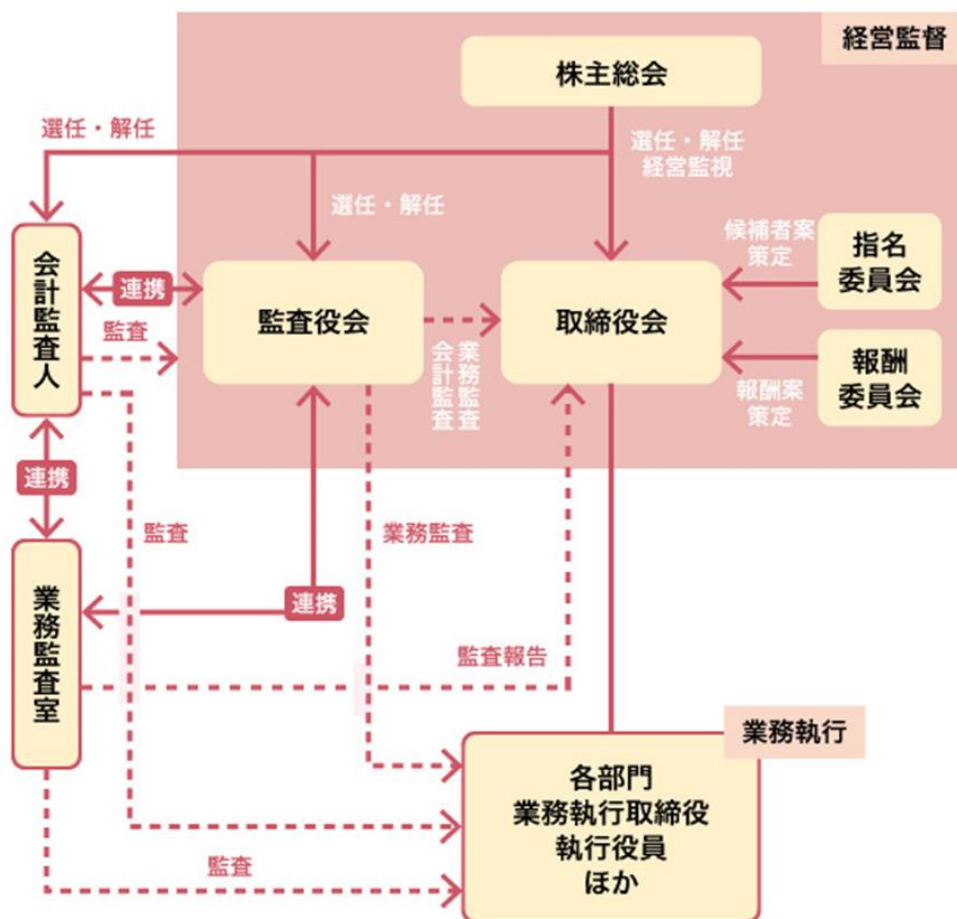 経営監督
株主総会
選任・解任
選任・解任
経営監視
選任・解任
候補者案
策定
指名
委員会
会計監査人
連携
監査役会
取締役会
監査
業務監査
会計監査
報酬案
策定
報酬
委員会
連携
監査
業務監査
業務監査室
連携
監査報告
業務執行
各部門
業務執行取締役
執行役員
ほか
監査